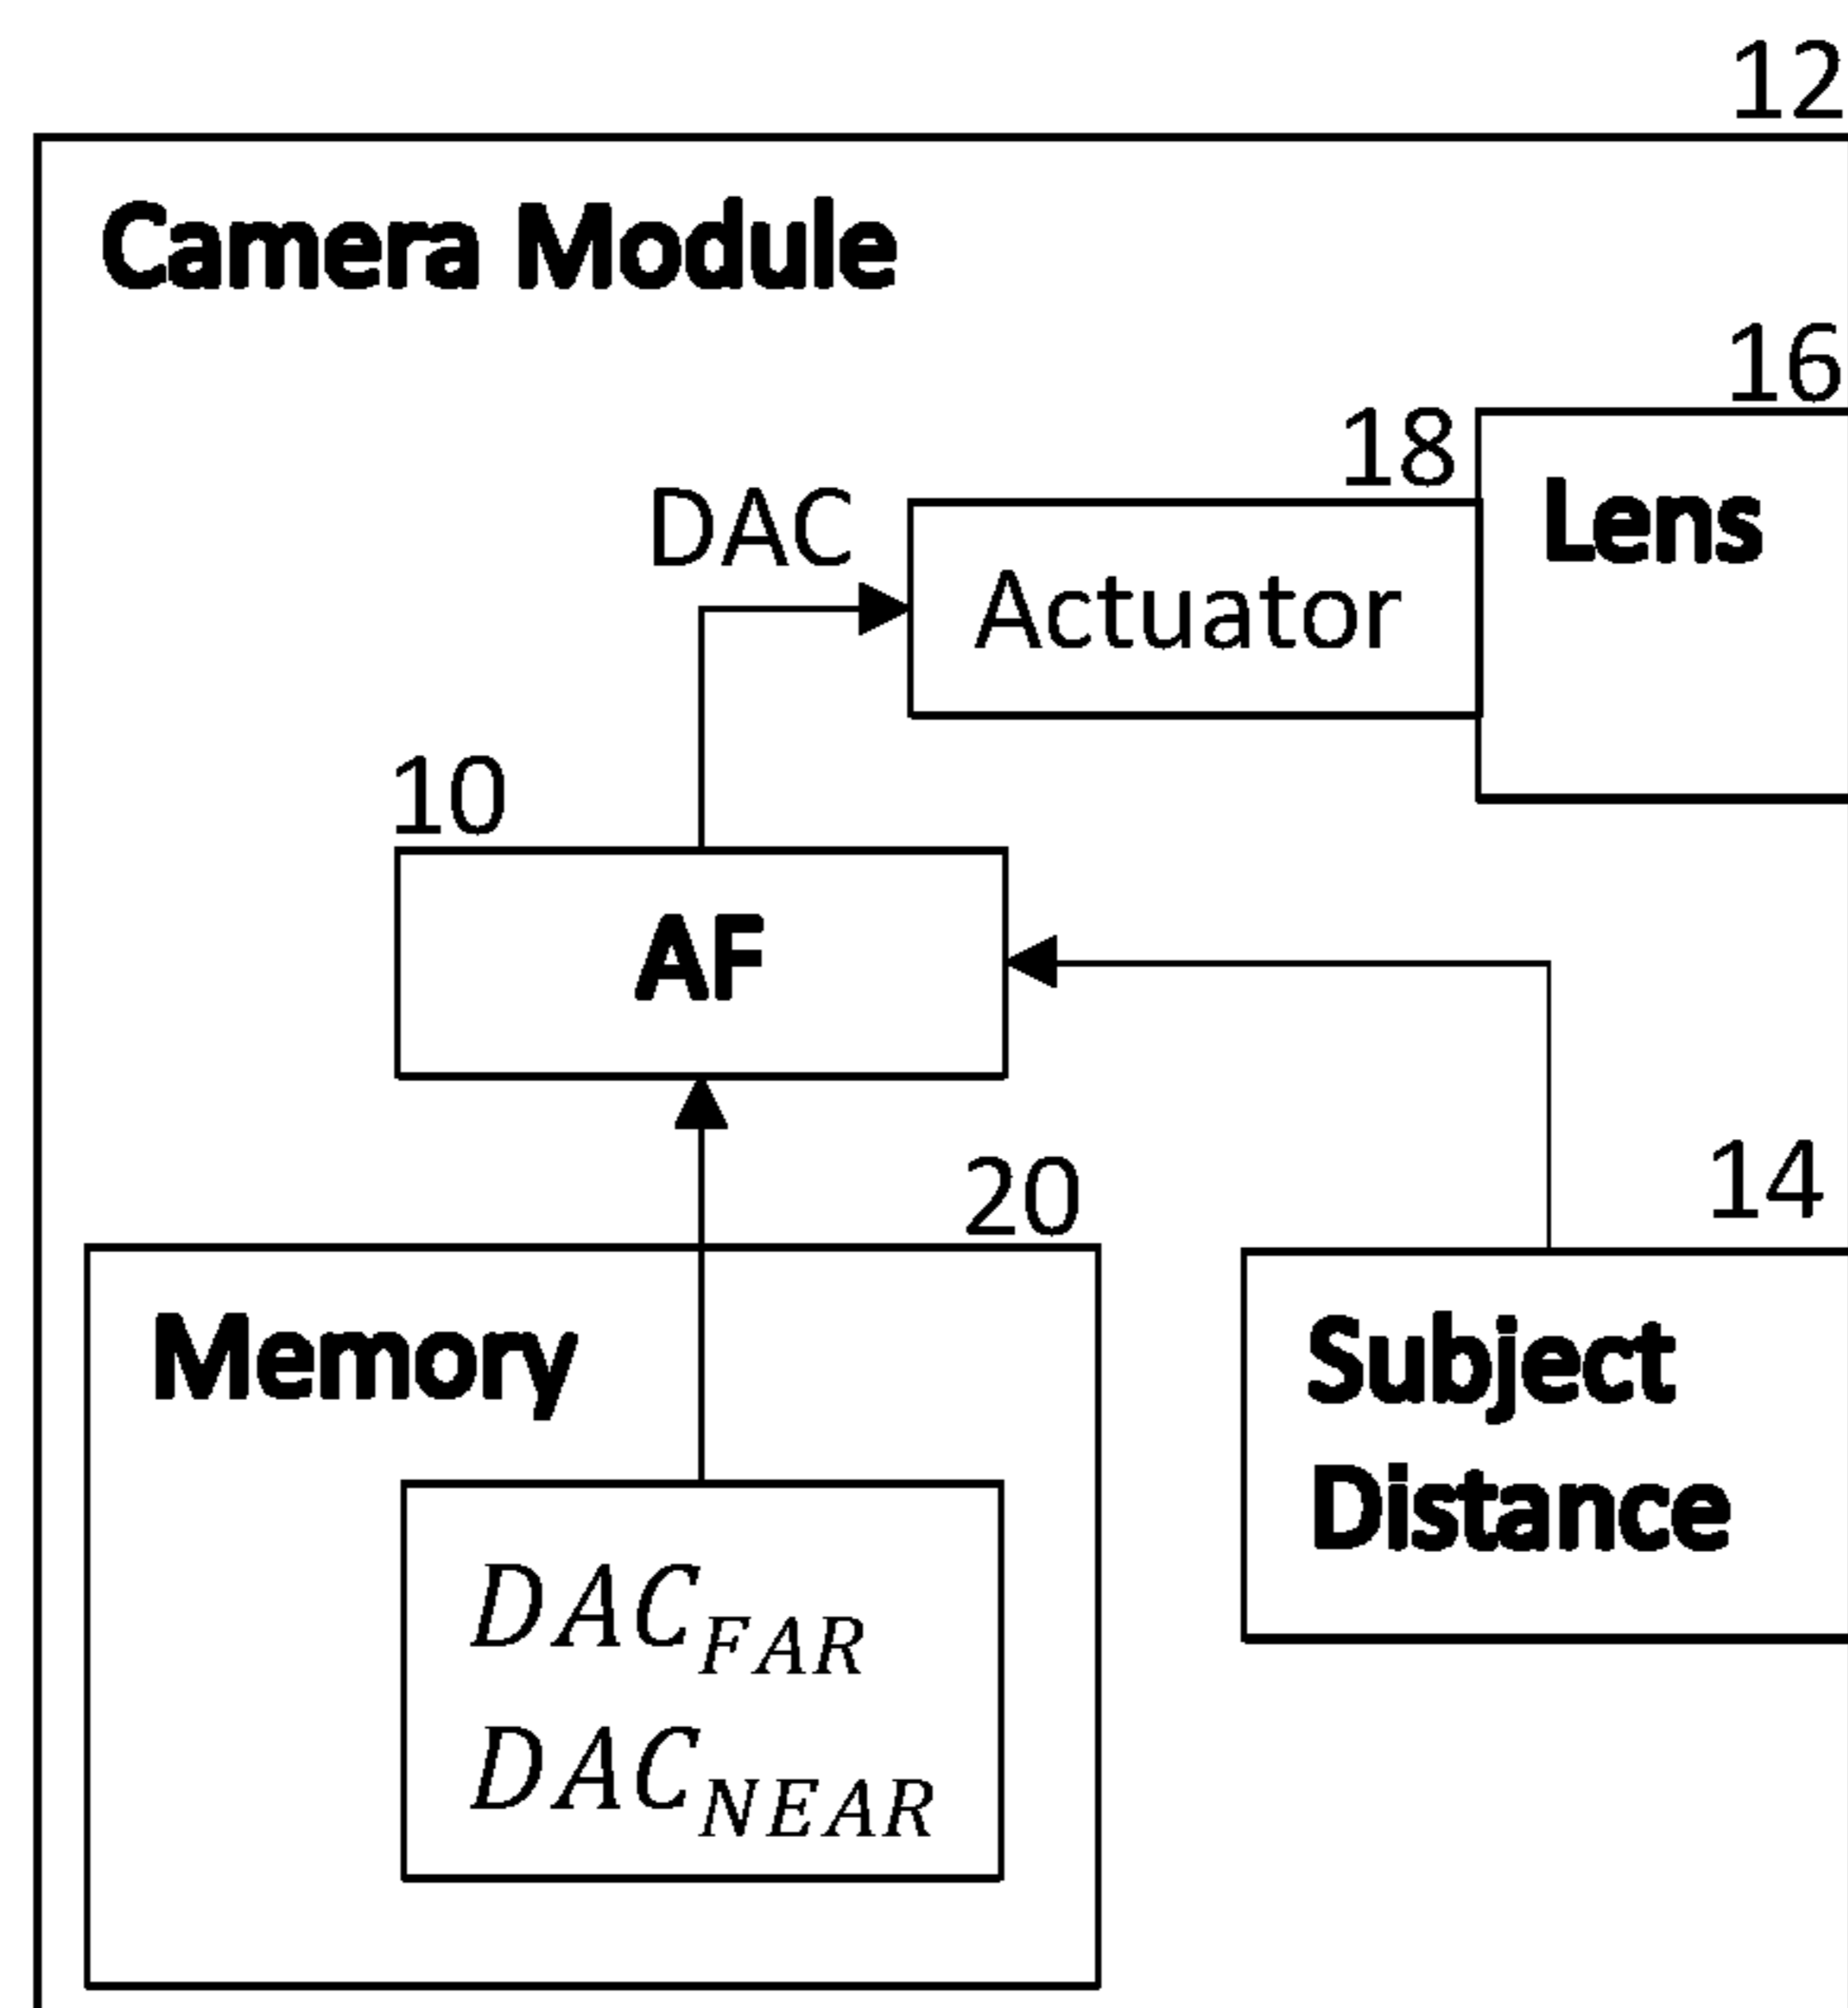 12
Camera Module
16
18
Lens
DAC
Actuator
10
AF
20
14
Memory
Subject
Distance
DAC_FAR
DAC_NEAR